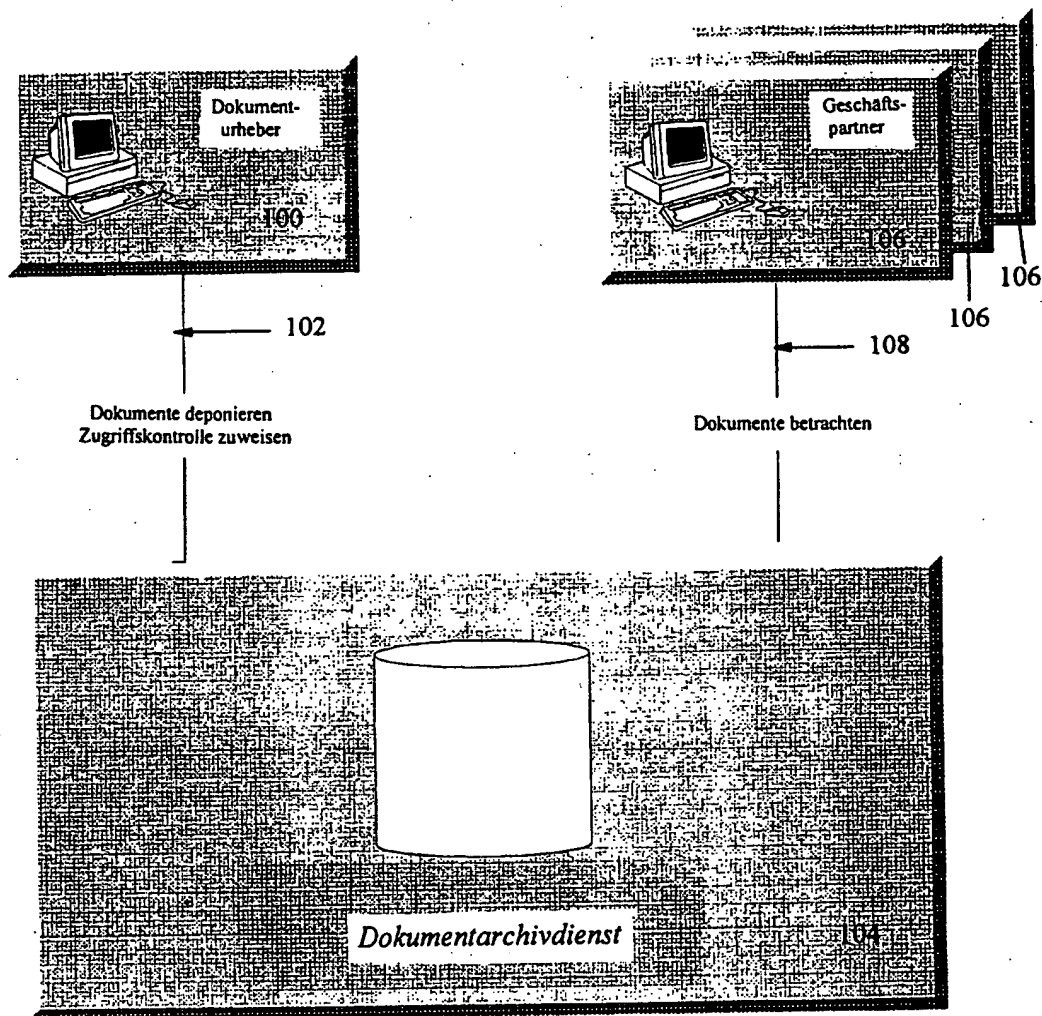 Dokument-
urheber
100
Geschäfts-
partner
106
106
106
102
108
Dokumente deponieren
Zugriffskontrolle zuweisen
Dokumente betrachten
Dokumentarchivdienst
104